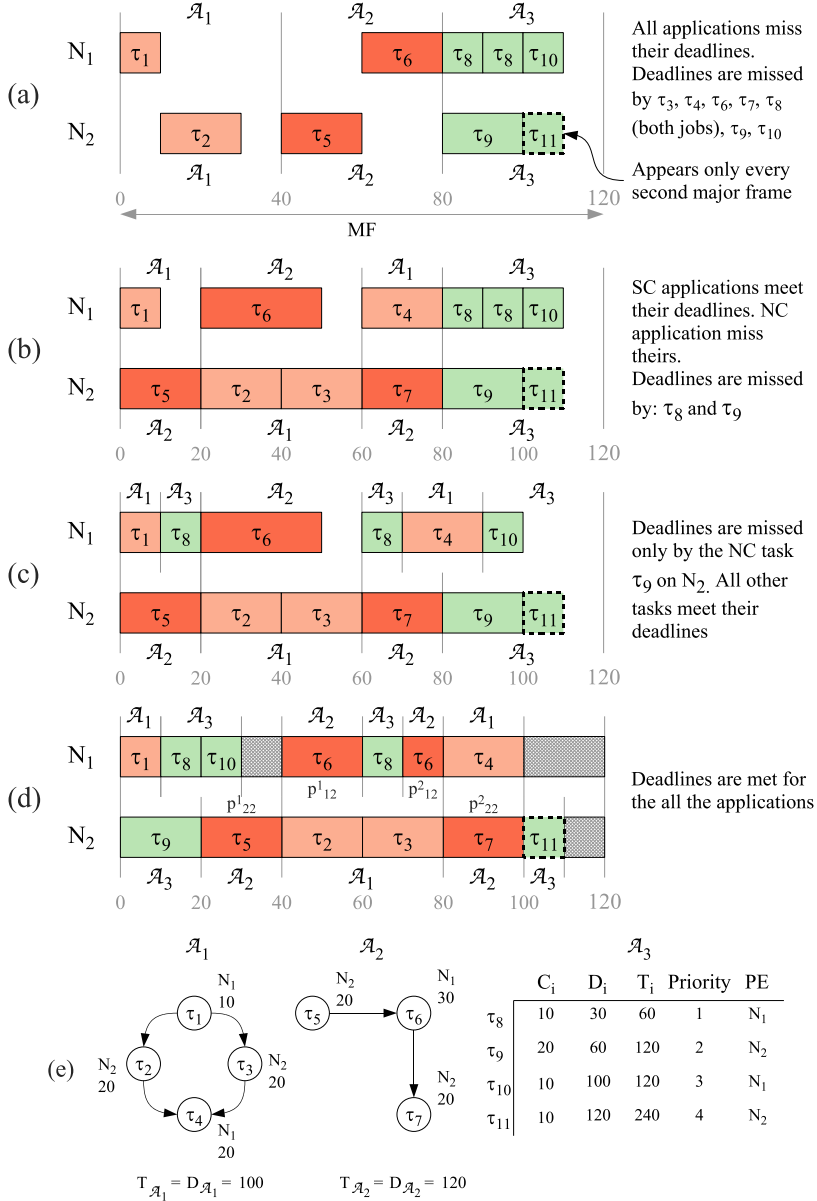 𝒜1 𝒜2 𝒜3
N1 τ1 τ6 τ8 τ8 τ10
(a)
N2 τ2 τ5 τ9 τ11
𝒜1 𝒜2 𝒜3
0 40 80 120
MF
All applications miss
their deadlines.
Deadlines are missed
by τ3, τ4, τ6, τ7, τ8
(both jobs), τ9, τ10
Appears only every
second major frame
𝒜1 𝒜2 𝒜1 𝒜3
N1 τ1 τ6 τ4 τ8 τ8 τ10
(b)
N2 τ5 τ2 τ3 τ7 τ9 τ11
𝒜2 𝒜1 𝒜2 𝒜3
0 20 40 60 80 100 120
SC applications meet
their deadlines. NC
application miss
theirs.
Deadlines are missed
by: τ8 and τ9
𝒜1 𝒜3 𝒜2 𝒜3 𝒜1 𝒜3
N1 τ1 τ8 τ6 τ8 τ4 τ10
(c)
N2 τ5 τ2 τ3 τ7 τ9 τ11
𝒜2 𝒜1 𝒜2 𝒜3
0 20 40 60 80 100 120
Deadlines are missed
only by the NC task
τ9 on N2. All other
tasks meet their
deadlines
𝒜1 𝒜3 𝒜2 𝒜3 𝒜2 𝒜1
N1 τ1 τ8 τ10 τ6 τ8 τ6 τ4
(d)
p^1_22 p^1_12 p^2_12 p^2_22
N2 τ9 τ5 τ2 τ3 τ7 τ11
𝒜3 𝒜2 𝒜1 𝒜2 𝒜3
0 20 40 60 80 100 120
Deadlines are met for
the all the applications
(e)
𝒜1
N1
10
τ1
N2
20
τ2
τ3
N2
20
τ4
N1
20
T𝒜1 = D𝒜1 = 100
𝒜2
N2
20
τ5
N1
30
τ6
N2
20
τ7
T𝒜2 = D𝒜2 = 120
𝒜3
Ci Di Ti Priority PE
τ8 10 30 60 1 N1
τ9 20 60 120 2 N2
τ10 10 100 120 3 N1
τ11 10 120 240 4 N2